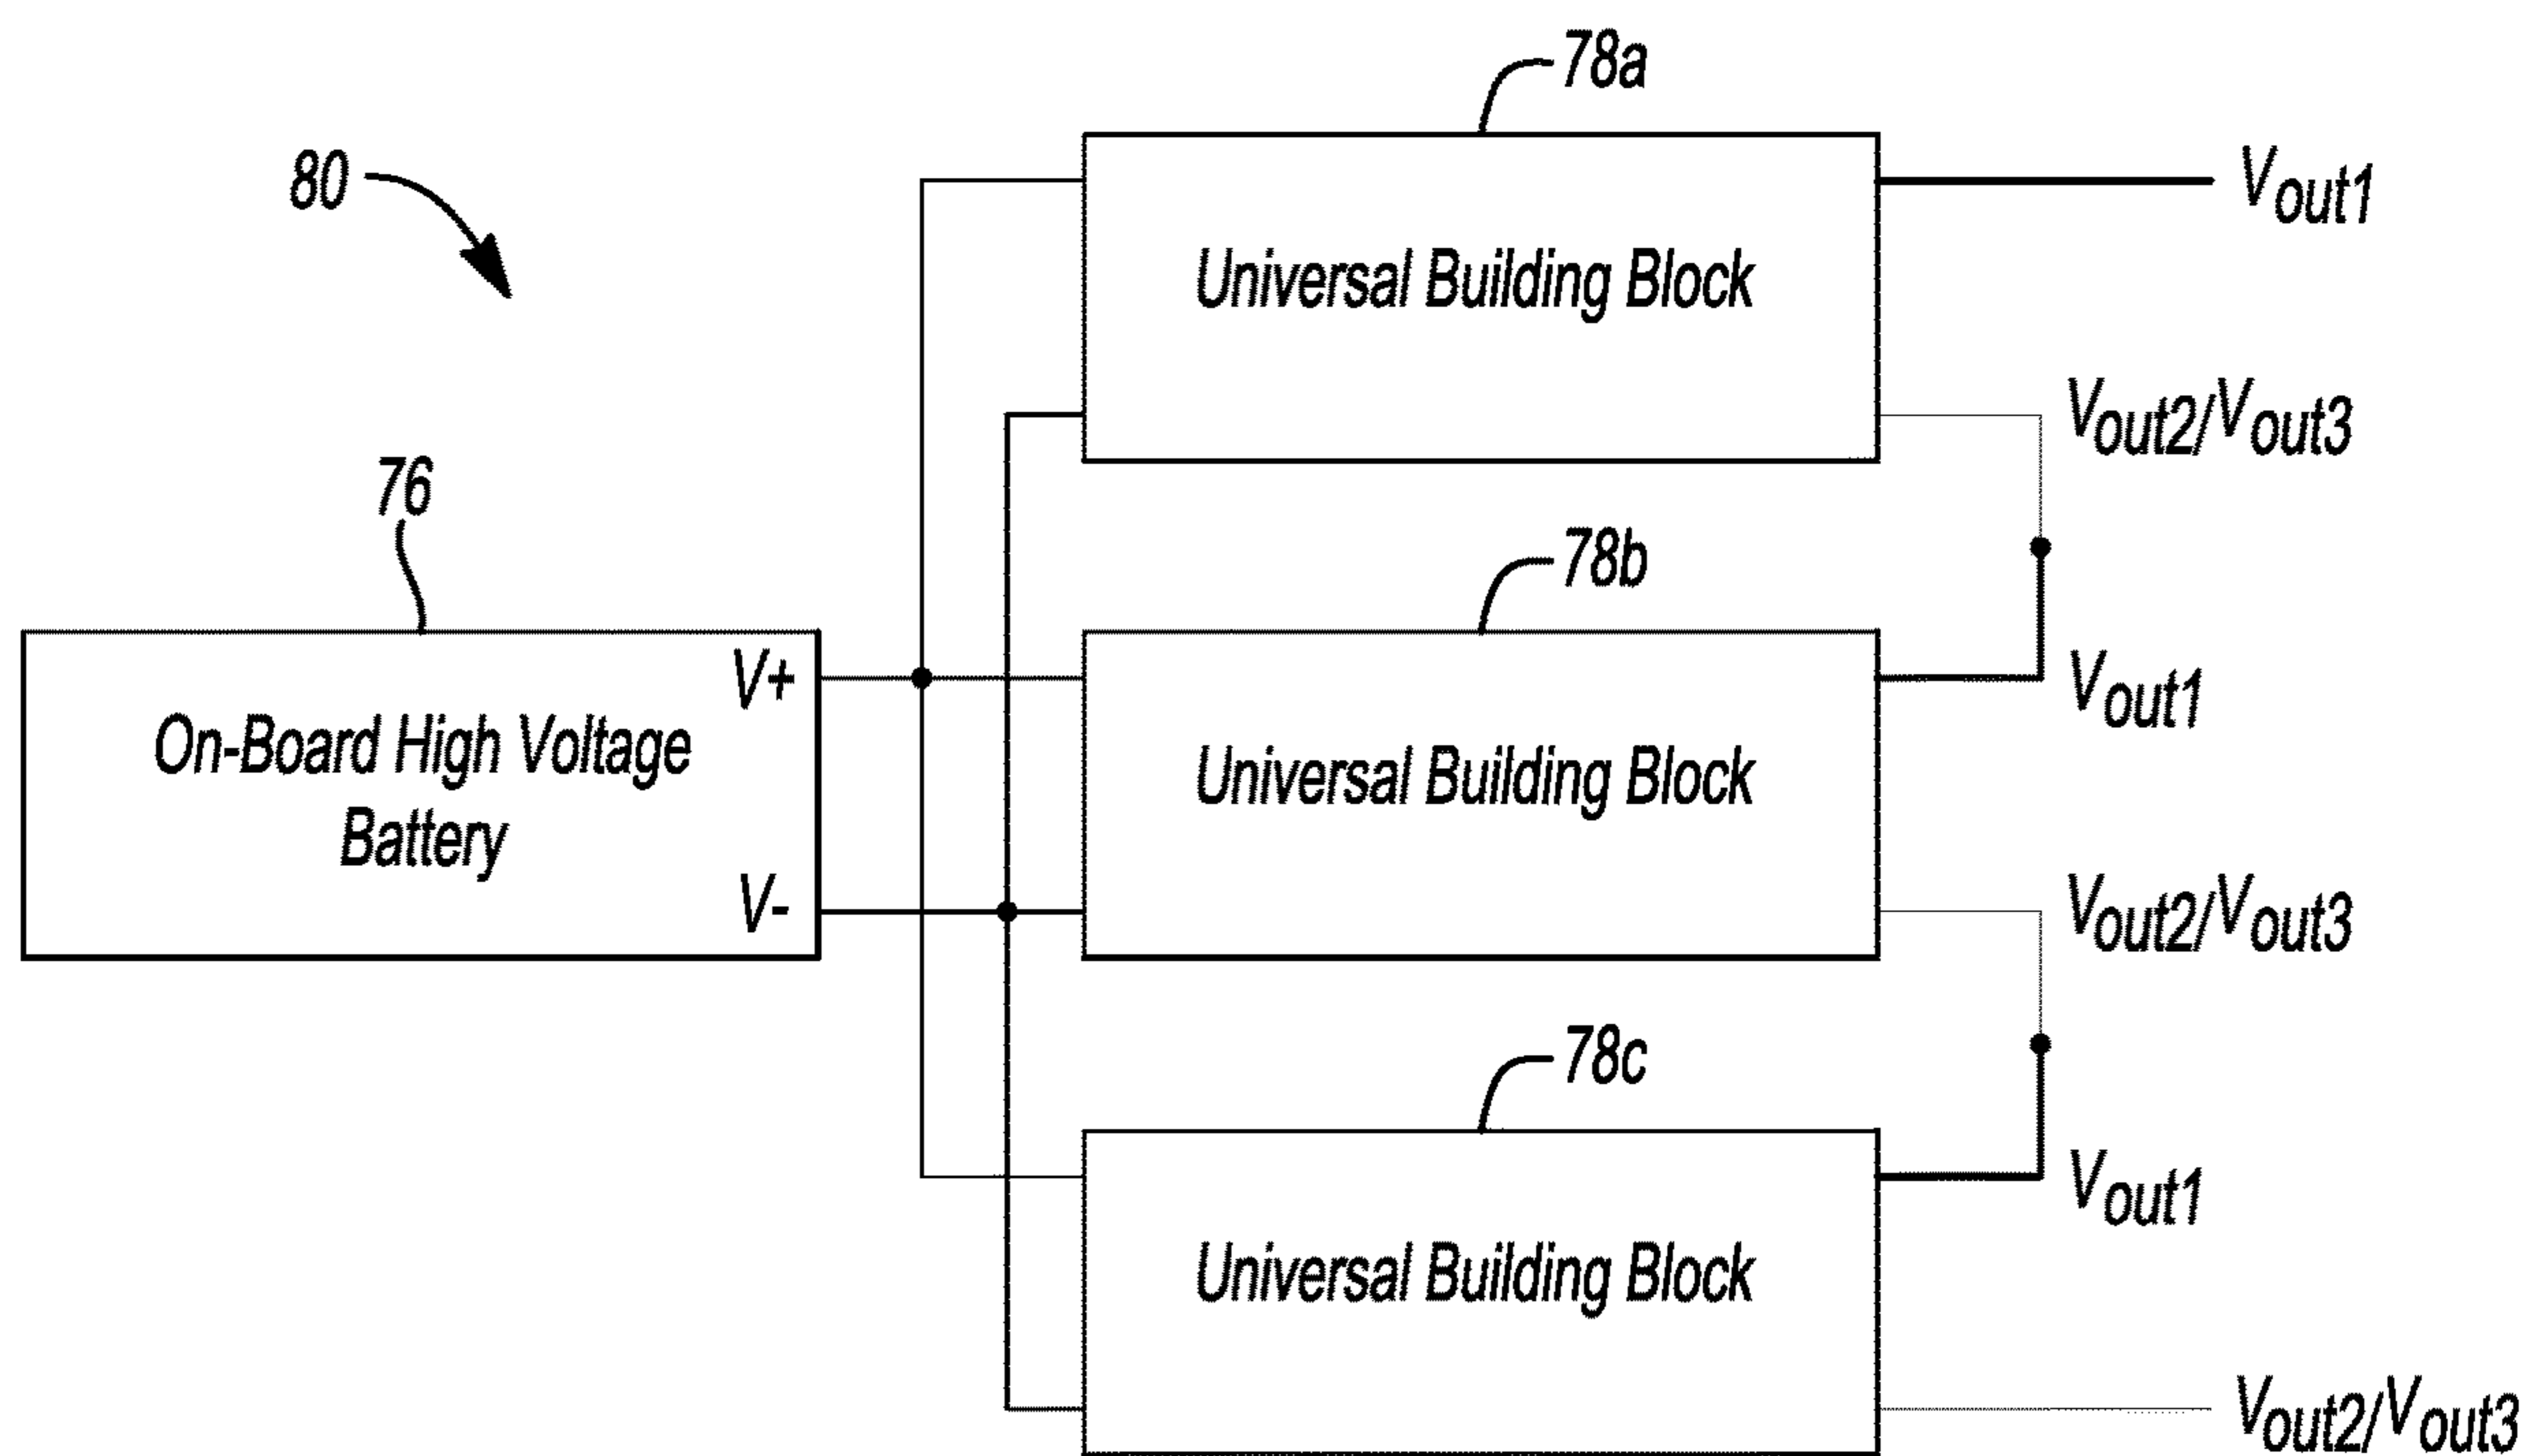 78a
80
Vout1
Universal Building Block
Vout2/Vout3
76
78b
V+
Vout1
On-Board High Voltage
Battery
Universal Building Block
V-
Vout2/Vout3
78c
Vout1
Universal Building Block
Vout2/Vout3